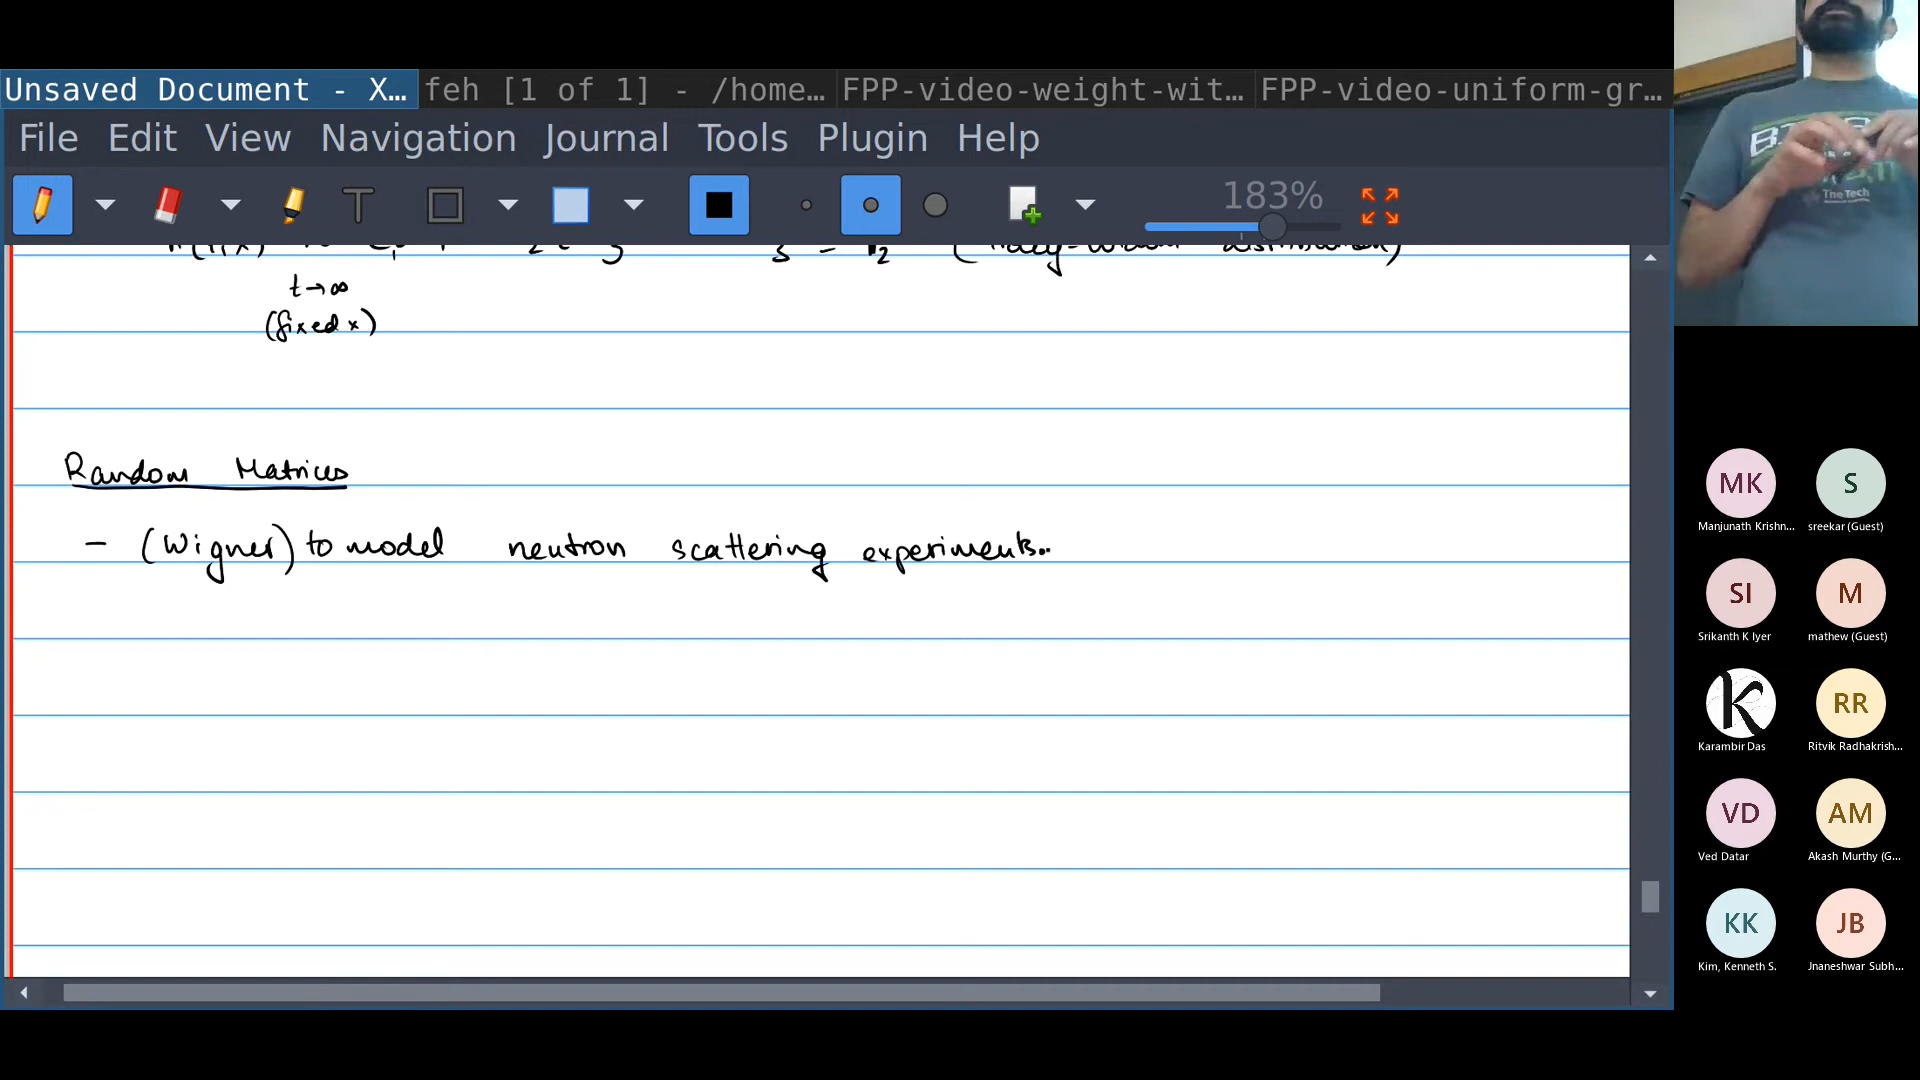 Unsaved Document - X...
feh [1 of 1] - /home...
FPP-video-weight-wit...
FPP-video-uniform-gr...
File Edit View Navigation Journal Tools Plugin Help
183%
t→∞
(fixed x)
Random Matrices
- (Wigner) to model neutron scattering experiments.
The Tech
MK
Manjunath Krishn...
S
sreekar (Guest)
SI
Srikanth K Iyer
M
mathew (Guest)
K
Karambir Das
RR
Ritvik Radhakrish...
VD
Ved Datar
AM
Akash Murthy (G...
KK
Kim, Kenneth S.
JB
Jnaneshwar Subh...